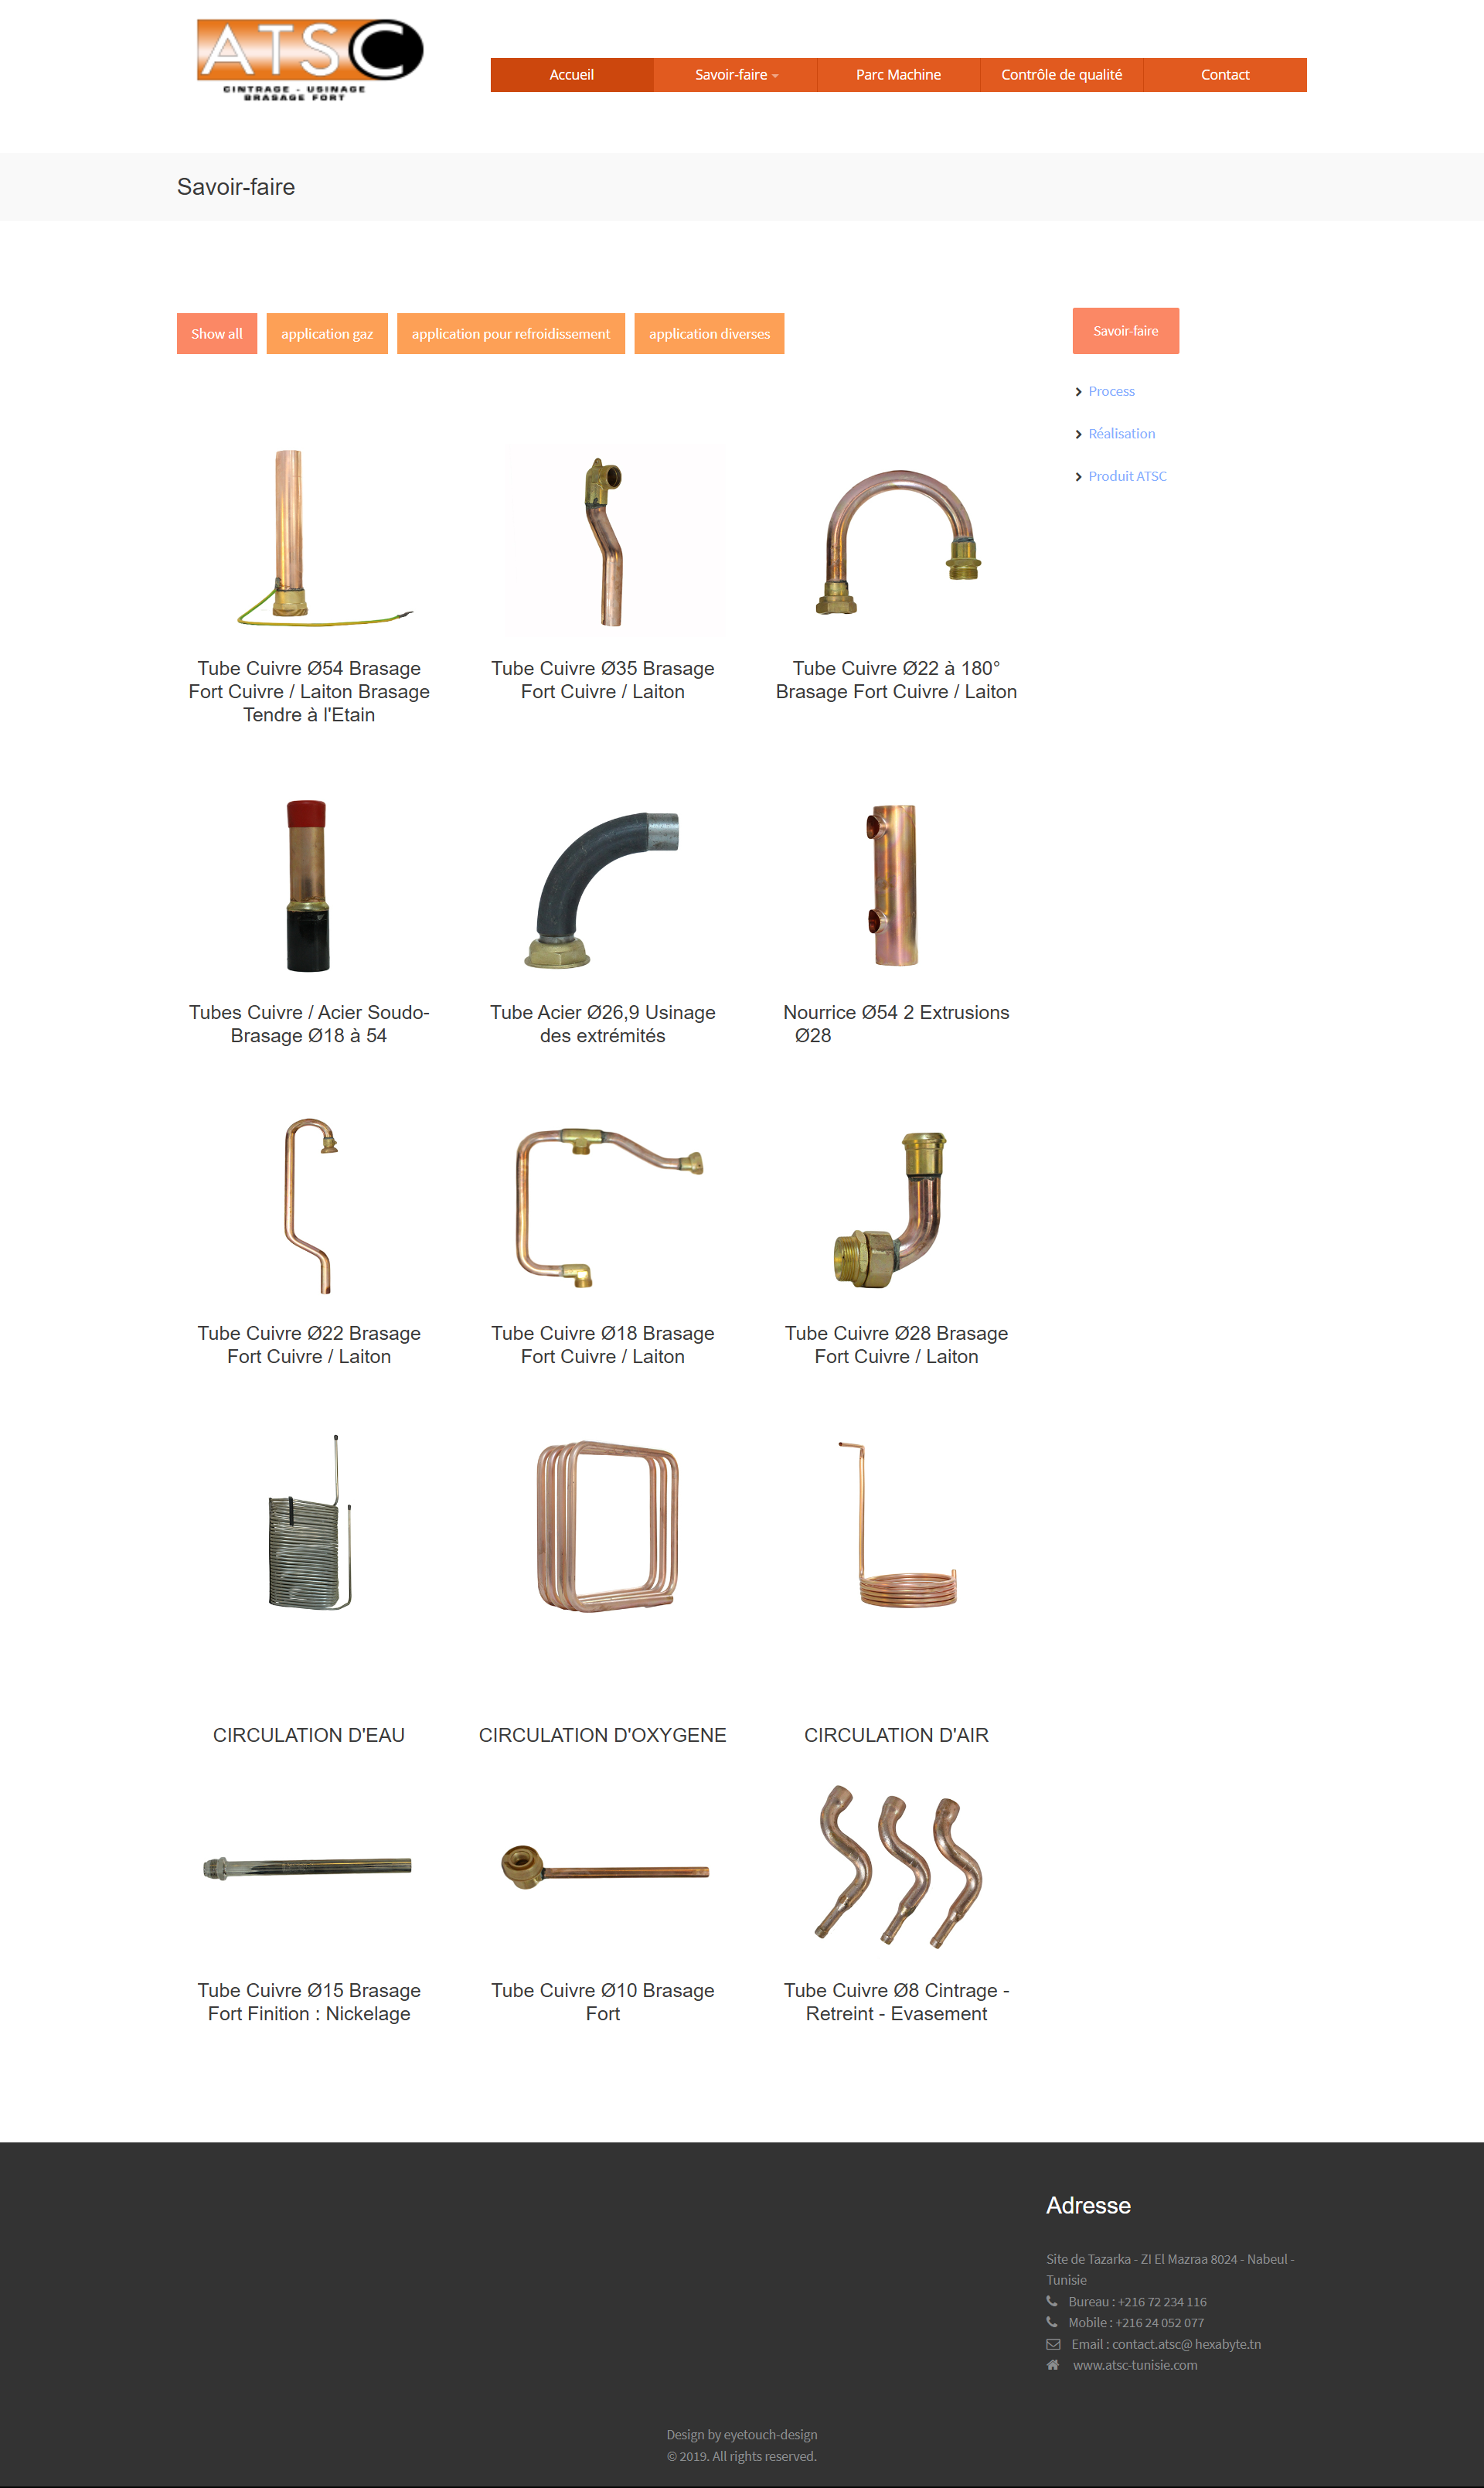 ATSC
CINTRAGE - USINAGE
BRASAGE FORT
Accueil
Savoir-faire
Parc Machine
Contrôle de qualité
Contact
Savoir-faire
Show all
application gaz
application pour refroidissement
application diverses
Savoir-faire
Process
Réalisation
Produit ATSC
Tube Cuivre Ø54 Brasage
Fort Cuivre / Laiton Brasage
Tendre à l'Etain
Tube Cuivre Ø35 Brasage
Fort Cuivre / Laiton
Tube Cuivre Ø22 à 180°
Brasage Fort Cuivre / Laiton
Tubes Cuivre / Acier Soudo-
Brasage Ø18 à 54
Tube Acier Ø26,9 Usinage
des extrémités
Nourrice Ø54 2 Extrusions
Ø28
Tube Cuivre Ø22 Brasage
Fort Cuivre / Laiton
Tube Cuivre Ø18 Brasage
Fort Cuivre / Laiton
Tube Cuivre Ø28 Brasage
Fort Cuivre / Laiton
CIRCULATION D'EAU
CIRCULATION D'OXYGENE
CIRCULATION D'AIR
Tube Cuivre Ø15 Brasage
Fort Finition : Nickelage
Tube Cuivre Ø10 Brasage
Fort
Tube Cuivre Ø8 Cintrage -
Retreint - Evasement
Adresse
Site de Tazarka - ZI El Mazraa 8024 - Nabeul -
Tunisie
Bureau : +216 72 234 116
Mobile : +216 24 052 077
Email : contact.atsc@ hexabyte.tn
www.atsc-tunisie.com
Design by eyetouch-design
© 2019. All rights reserved.